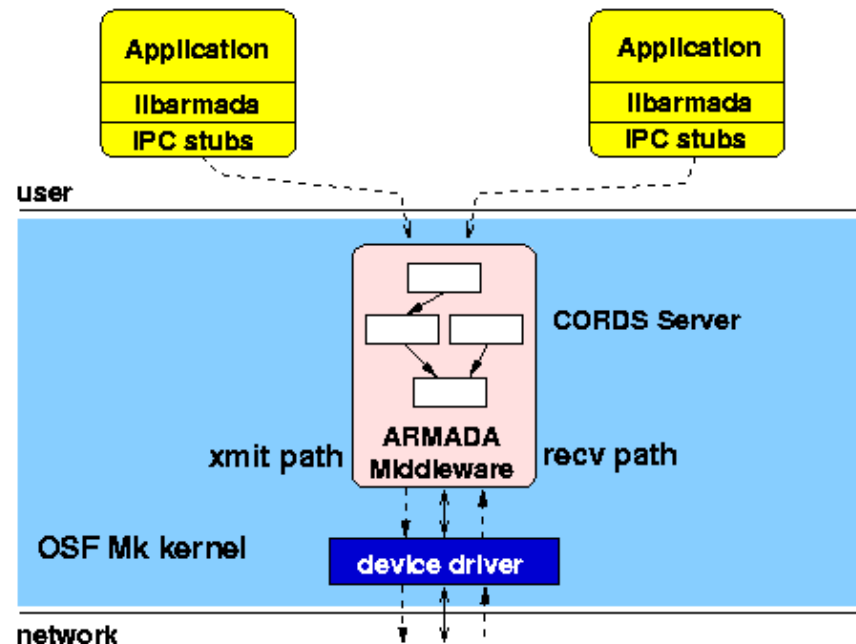 Application
libarmada
IPC stubs
Application
libarmada
IPC stubs
user
CORDS Server
ARMADA
Middleware
xmit path
recv path
OSF Mk kernel
device driver
network